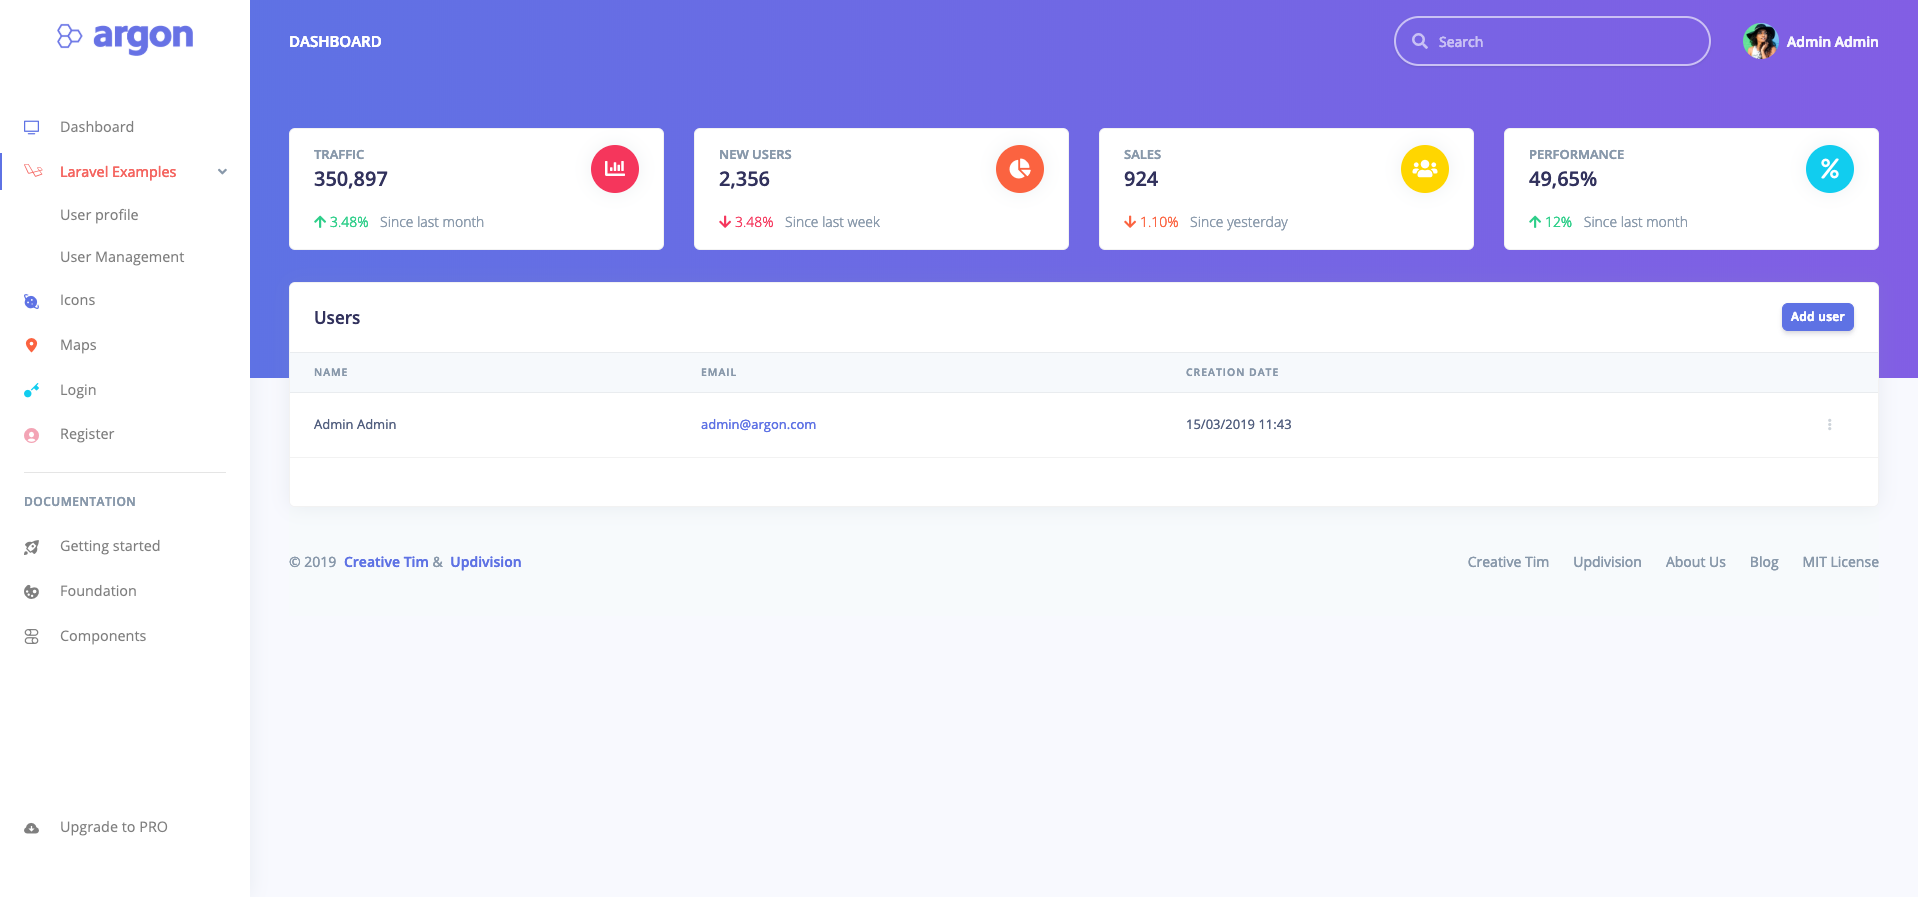 argon
Dashboard
Laravel Examples
User profile
User Management
Icons
Maps
Login
Register
DOCUMENTATION
Getting started
Foundation
Components
Upgrade to PRO
DASHBOARD
Search
Admin Admin
TRAFFIC
350,897
3.48% Since last month
NEW USERS
2,356
3.48% Since last week
SALES
924
1.10% Since yesterday
PERFORMANCE
49,65%
12% Since last month
Users
Add user
NAME EMAIL CREATION DATE
Admin Admin admin@argon.com 15/03/2019 11:43
© 2019 Creative Tim & Updivision
Creative Tim Updivision About Us Blog MIT License